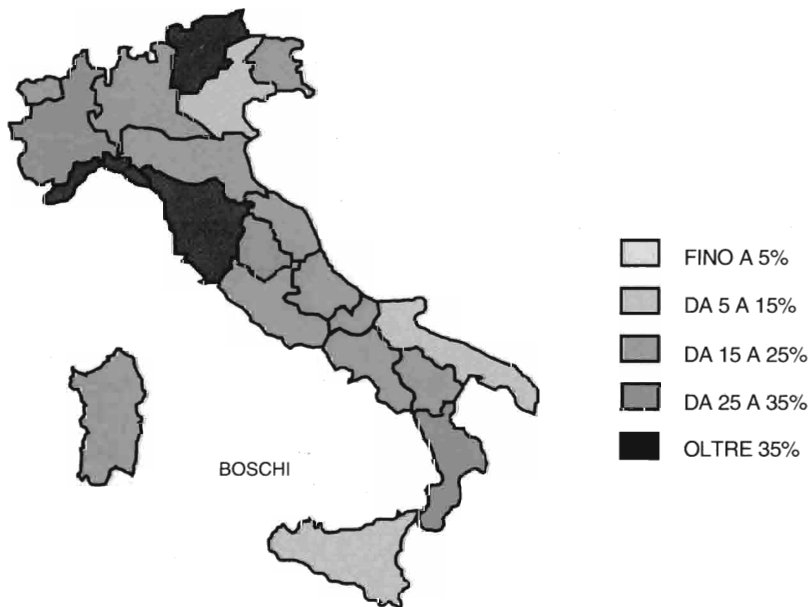 FINO A 5%
DA 5 A 15%
DA 15 A 25%
DA 25 A 35%
OLTRE 35%
BOSCHI